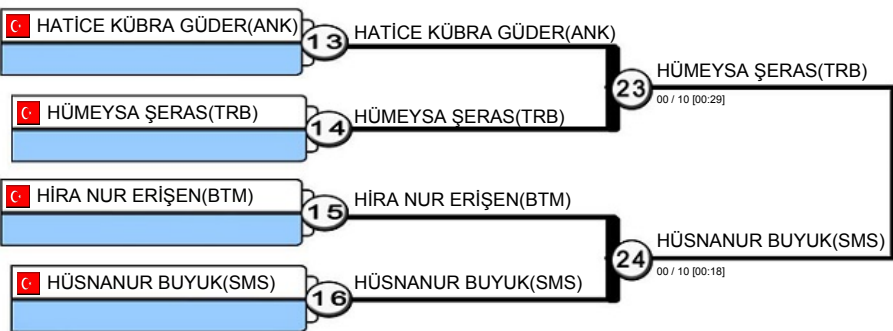 HATİCE KÜBRA GÜDER(ANK)
13
HATİCE KÜBRA GÜDER(ANK)
23
HÜMEYSA ŞERAS(TRB)
00 / 10 [00:29]
HÜMEYSA ŞERAS(TRB)
14
HÜMEYSA ŞERAS(TRB)
HİRA NUR ERİŞEN(BTM)
15
HİRA NUR ERİŞEN(BTM)
24
HÜSNANUR BUYUK(SMS)
00 / 10 [00:18]
HÜSNANUR BUYUK(SMS)
16
HÜSNANUR BUYUK(SMS)